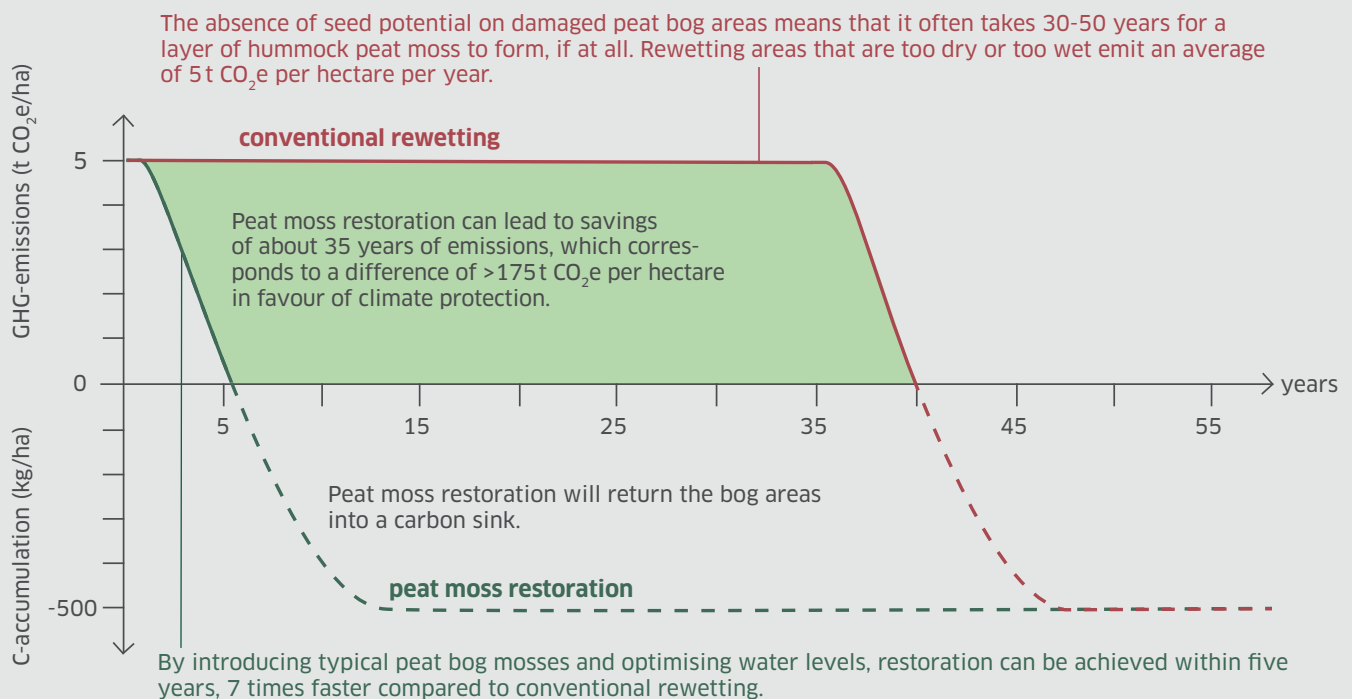 The absence of seed potential on damaged peat bog areas means that it often takes 30-50 years for a
layer of hummock peat moss to form, if at all. Rewetting areas that are too dry or too wet emit an average
of 5 t CO₂e per hectare per year.
GHG-emissions (t CO₂e/ha)
conventional rewetting
5
Peat moss restoration can lead to savings
of about 35 years of emissions, which corres-
ponds to a difference of >175 t CO₂e per hectare
in favour of climate protection.
0
years
5
15
25
35
45
55
C-accumulation (kg/ha)
Peat moss restoration will return the bog areas
into a carbon sink.
peat moss restoration
-500
By introducing typical peat bog mosses and optimising water levels, restoration can be achieved within five
years, 7 times faster compared to conventional rewetting.